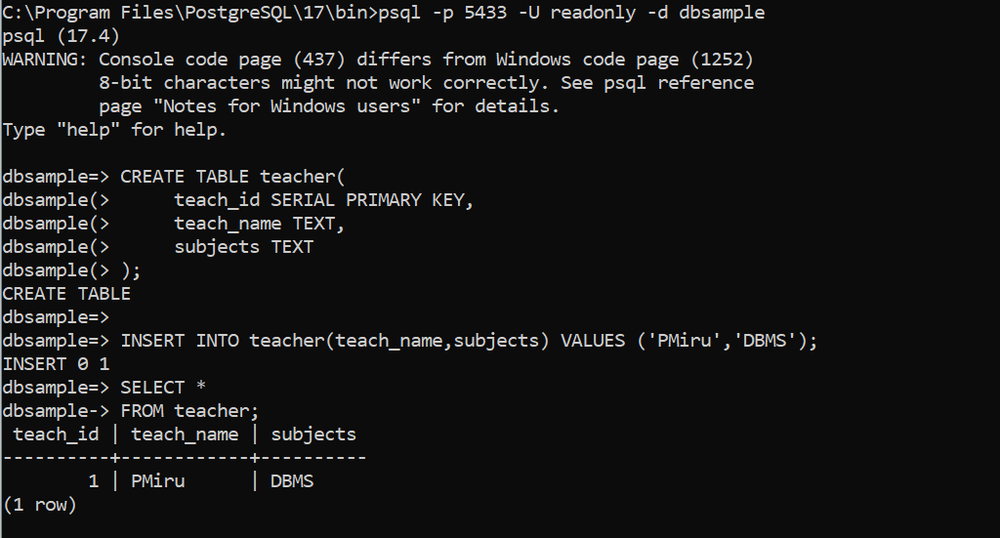 C:\Program Files\PostgreSQL\17\bin>psql -p 5433 -U readonly -d dbsample
psql (17.4)
WARNING: Console code page (437) differs from Windows code page (1252)
         8-bit characters might not work correctly. See psql reference
         page "Notes for Windows users" for details.
Type "help" for help.

dbsample=> CREATE TABLE teacher(
dbsample(>      teach_id SERIAL PRIMARY KEY,
dbsample(>      teach_name TEXT,
dbsample(>      subjects TEXT
dbsample(> );
CREATE TABLE
dbsample=>
dbsample=> INSERT INTO teacher(teach_name,subjects) VALUES ('PMiru','DBMS');
INSERT 0 1
dbsample=> SELECT *
dbsample-> FROM teacher;
 teach_id | teach_name | subjects
----------+------------+----------
        1 | PMiru      | DBMS
(1 row)